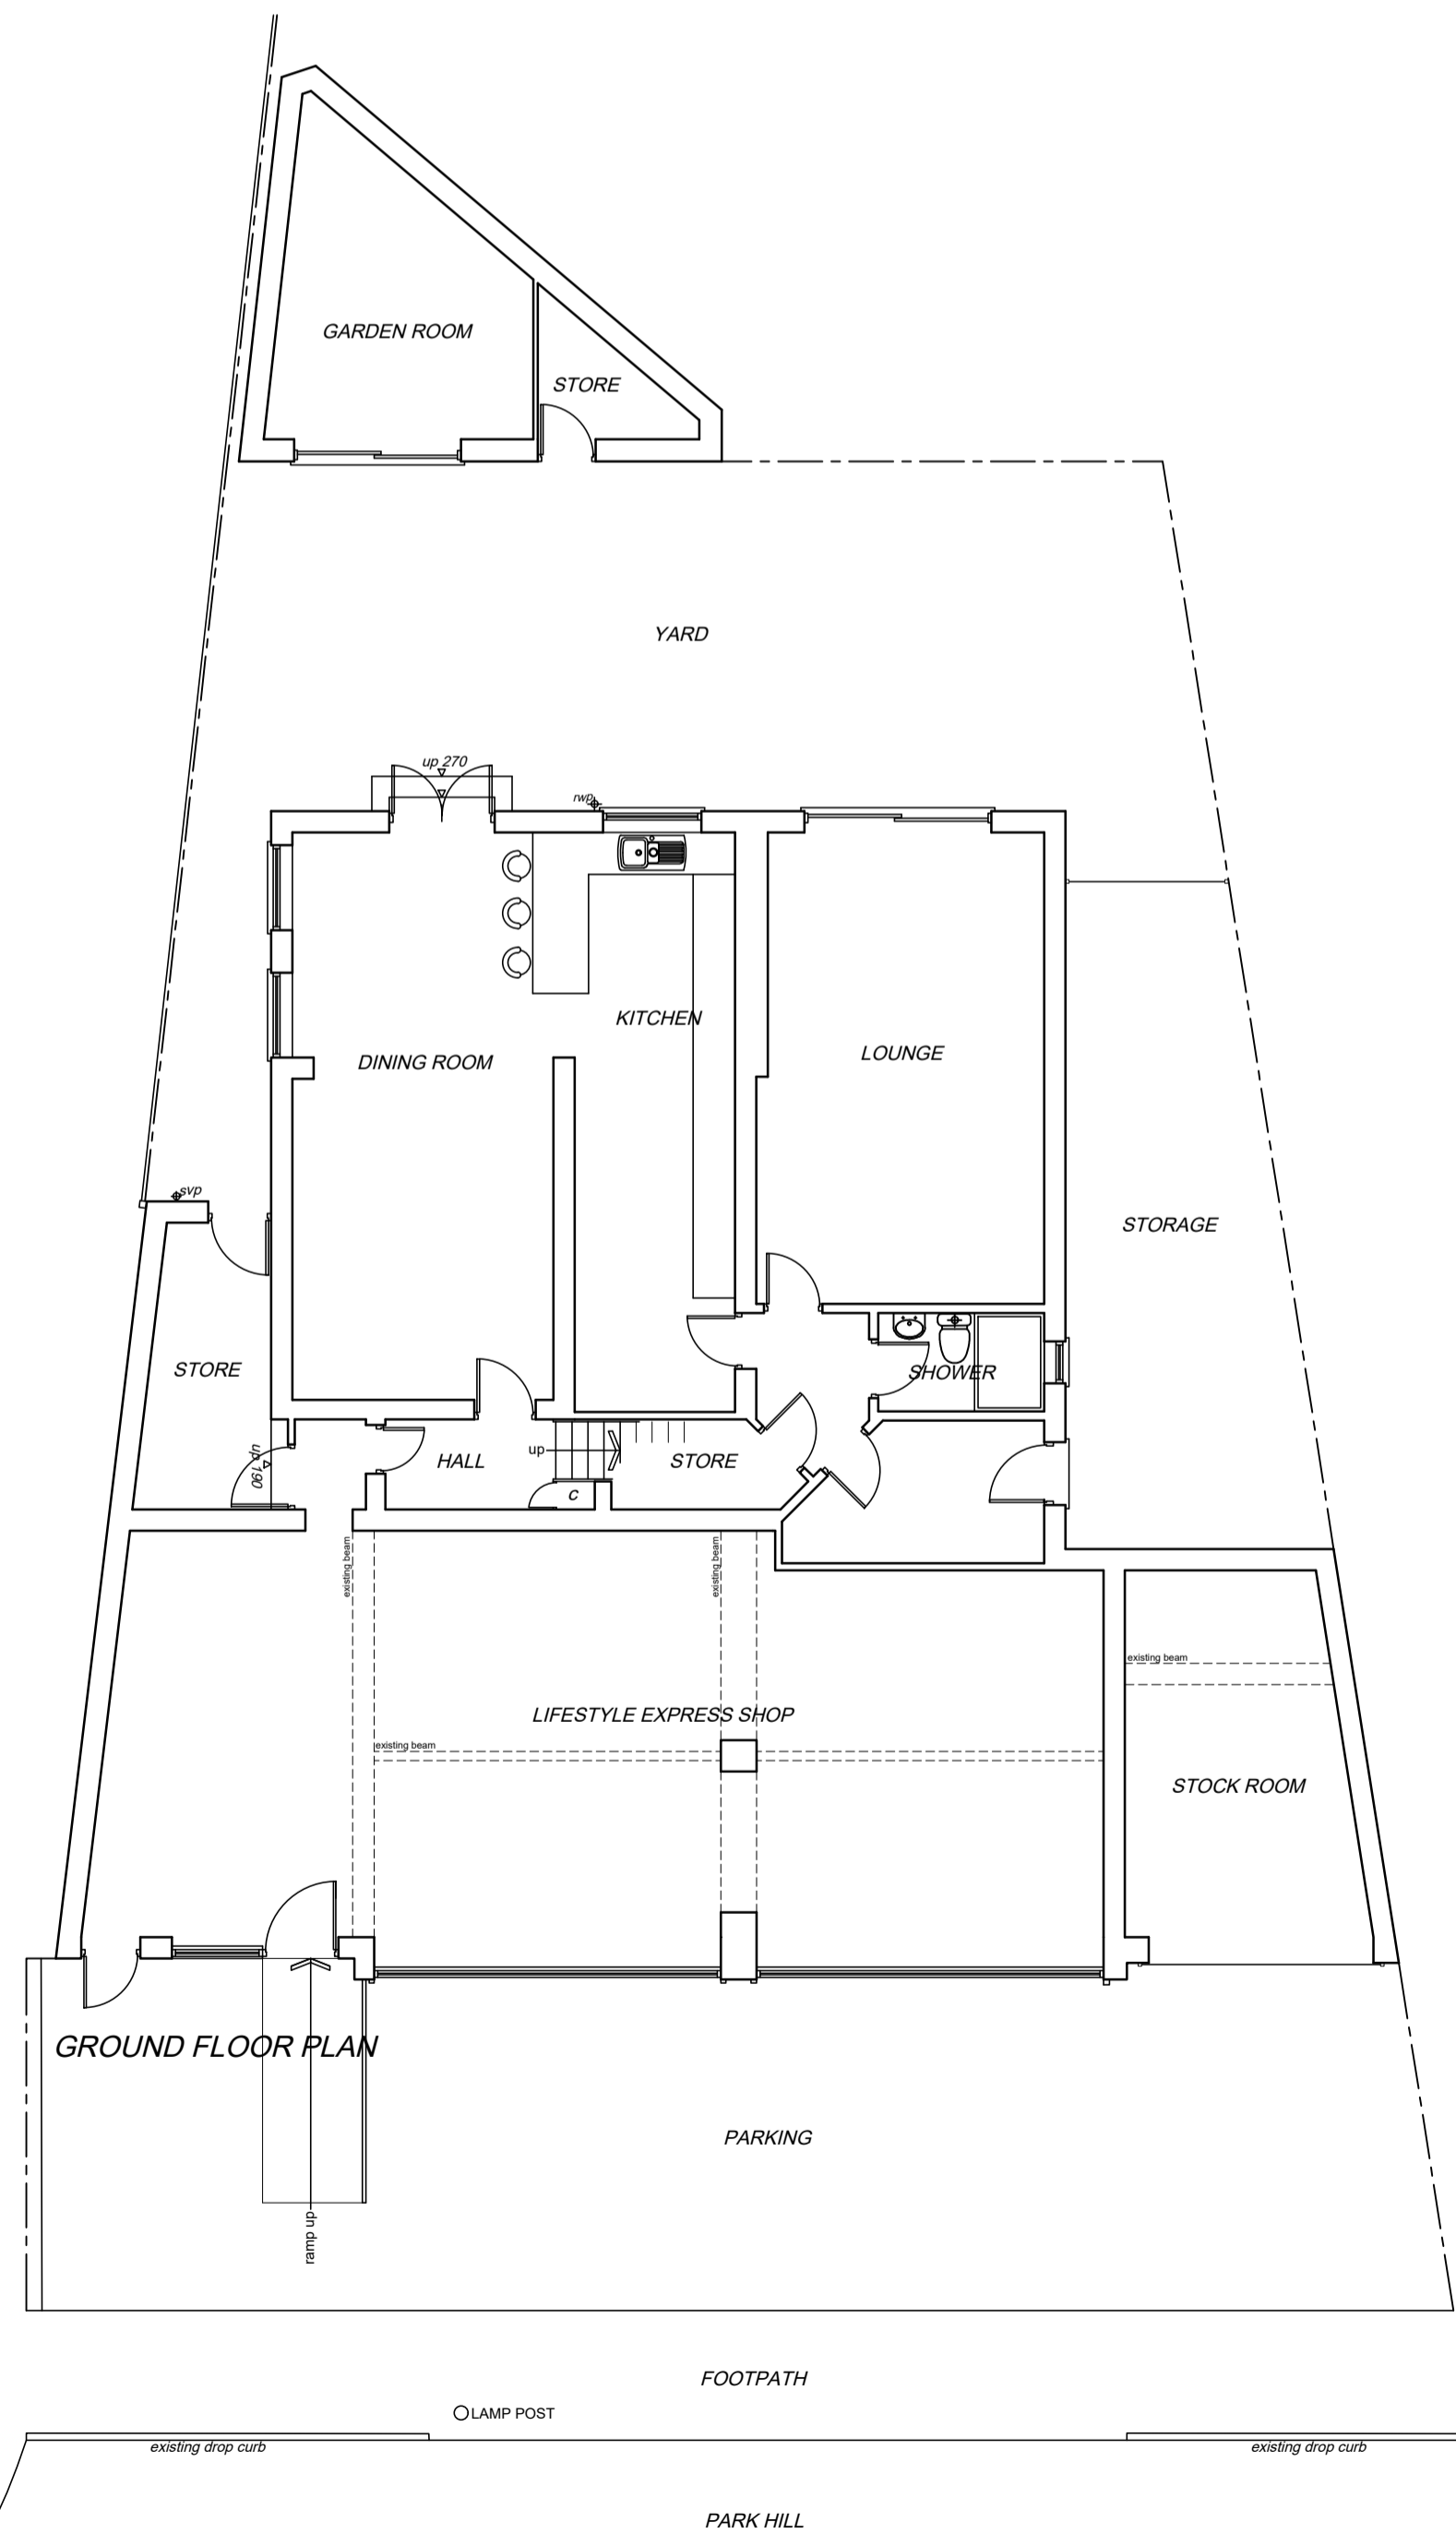 GARDEN ROOM
STORE
YARD
up 270
rwp
KITCHEN
LOUNGE
DINING ROOM
svp
STORAGE
STORE
SHOWER
up 190
up
HALL
STORE
c
existing beam
existing beam
existing beam
LIFESTYLE EXPRESS SHOP
existing beam
STOCK ROOM
GROUND FLOOR PLAN
PARKING
ramp up
FOOTPATH
LAMP POST
existing drop curb
existing drop curb
PARK HILL